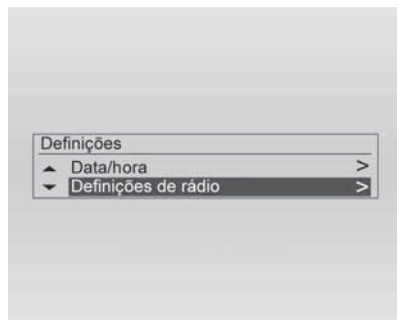 Definições
Data/hora >
Definições de rádio >